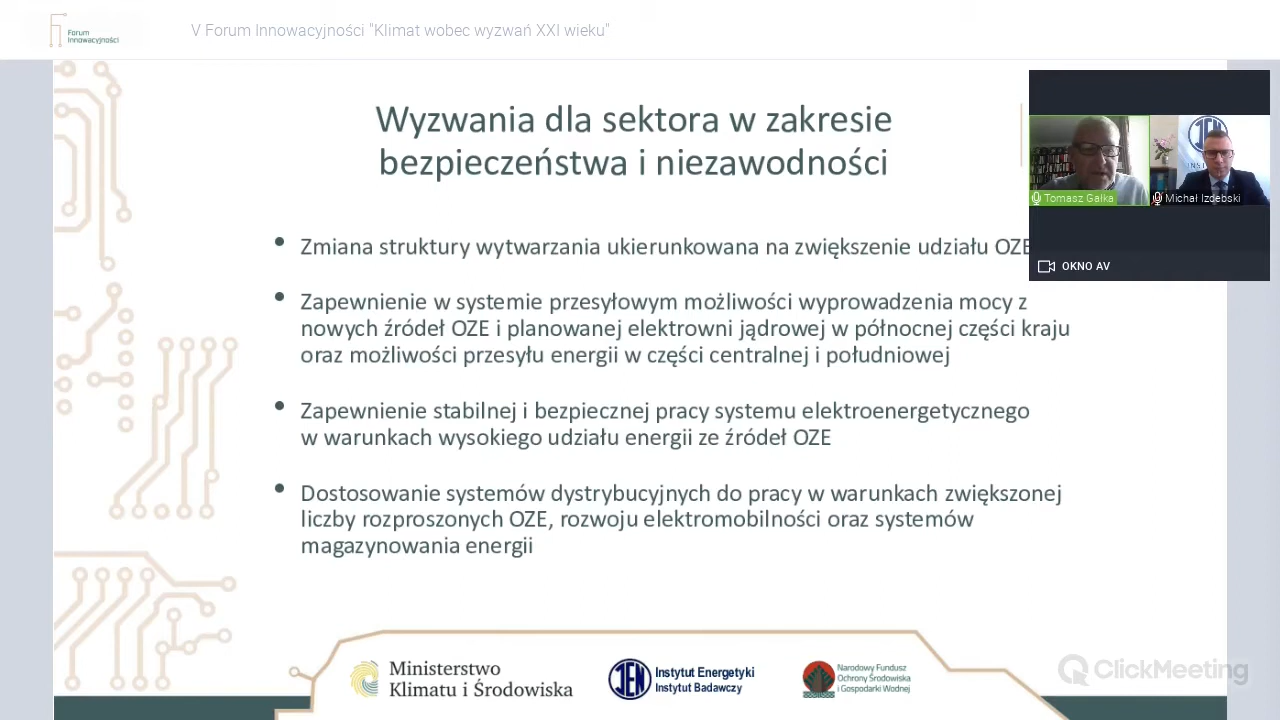 Forum
Innowacyjności
V Forum Innowacyjności "Klimat wobec wyzwań XXI wieku"
Wyzwania dla sektora w zakresie
bezpieczeństwa i niezawodności
IEN
INST
Tomasz Gałka
Michał Izdebski
OKNO AV
• Zmiana struktury wytwarzania ukierunkowana na zwiększenie udziału OZE
• Zapewnienie w systemie przesyłowym możliwości wyprowadzenia mocy z
nowych źródeł OZE i planowanej elektrowni jądrowej w północnej części kraju
oraz możliwości przesyłu energii w części centralnej i południowej
• Zapewnienie stabilnej i bezpiecznej pracy systemu elektroenergetycznego
w warunkach wysokiego udziału energii ze źródeł OZE
• Dostosowanie systemów dystrybucyjnych do pracy w warunkach zwiększonej
liczby rozproszonych OZE, rozwoju elektromobilności oraz systemów
magazynowania energii
Ministerstwo
Klimatu i Środowiska
IEN
Instytut Energetyki
Instytut Badawczy
Narodowy Fundusz
Ochrony Środowiska
i Gospodarki Wodnej
ClickMeeting